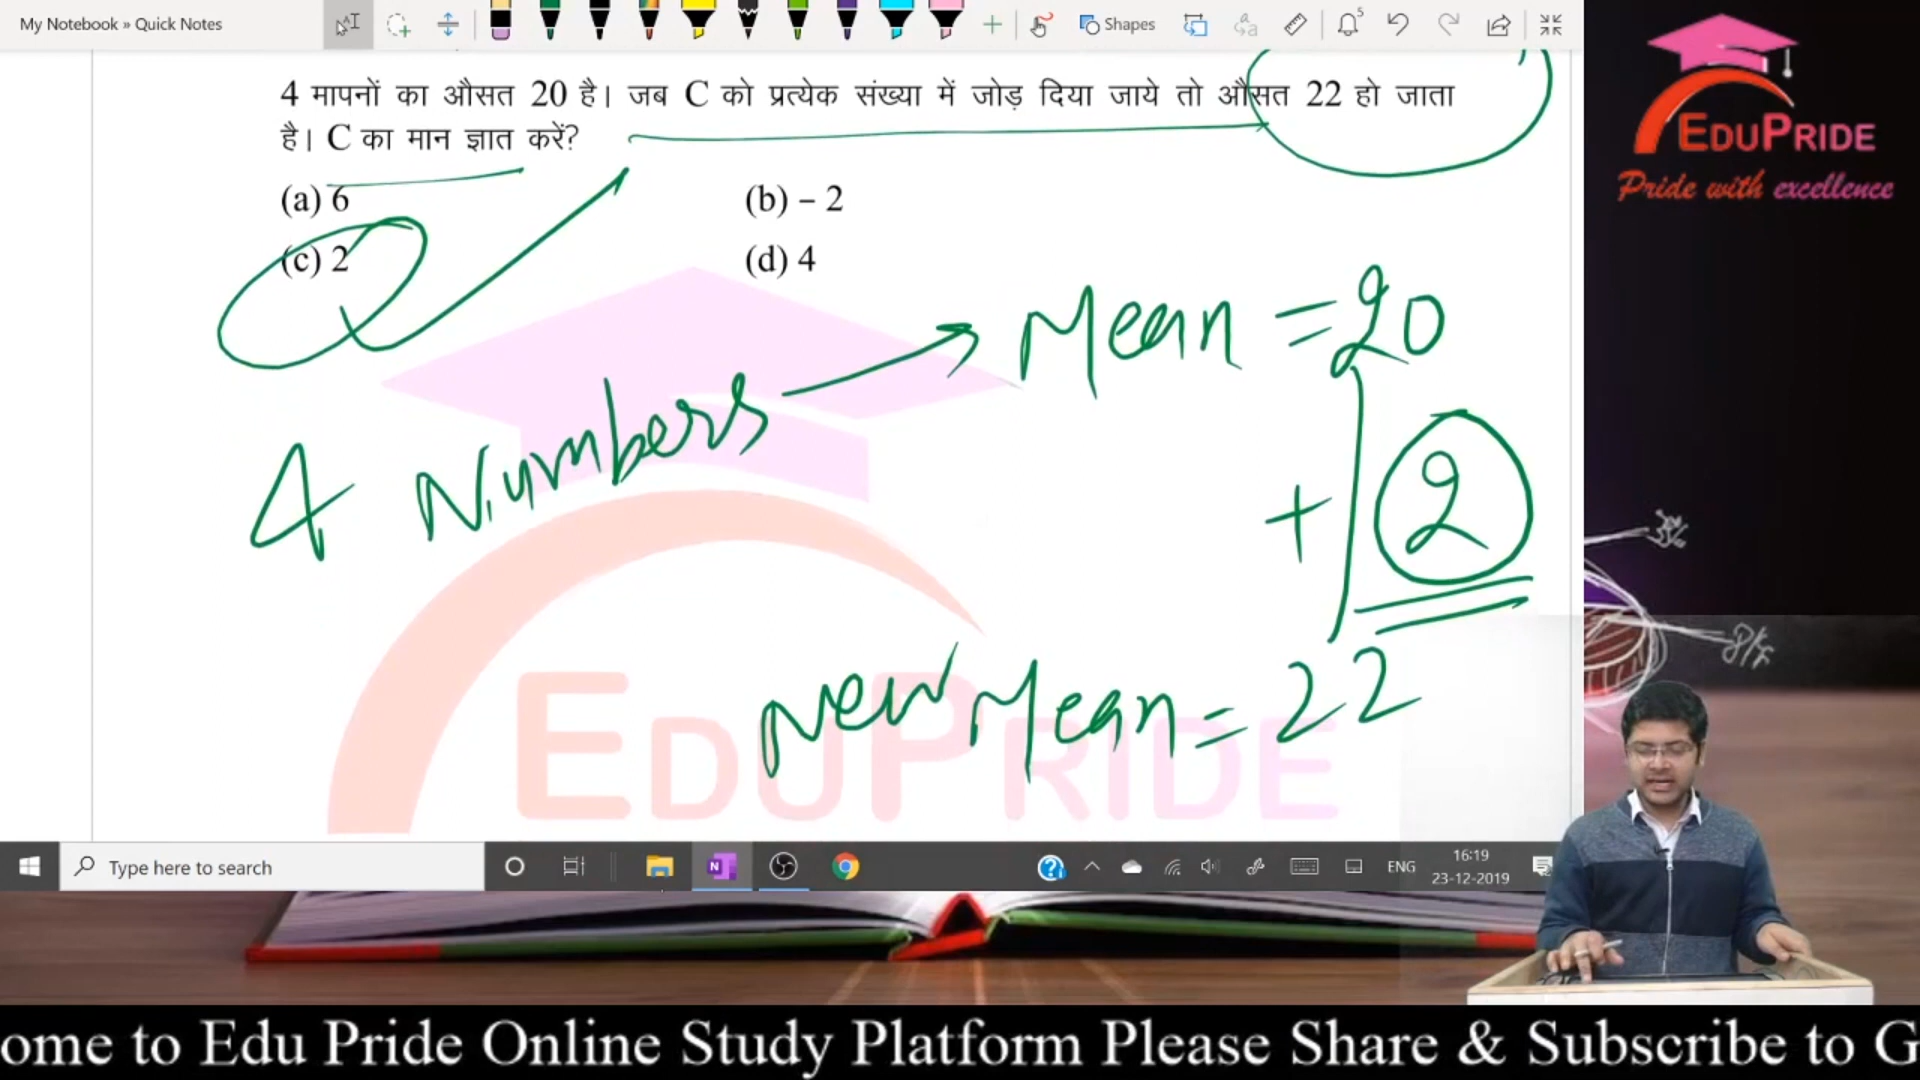 My Notebook » Quick Notes
Shapes
5
4 मापनों का औसत 20 है। जब C को प्रत्येक संख्या में जोड़ दिया जाये तो औसत 22 हो जाता
है। C का मान ज्ञात करें?
(a) 6
(b) – 2
(c) 2
(d) 4
4 Numbers → Mean = 20
+ 2
New Mean = 22
EDUPRIDE
EDUPRIDE
Pride with excellence
Type here to search
ENG
16:19
23-12-2019
ome to Edu Pride Online Study Platform Please Share & Subscribe to G